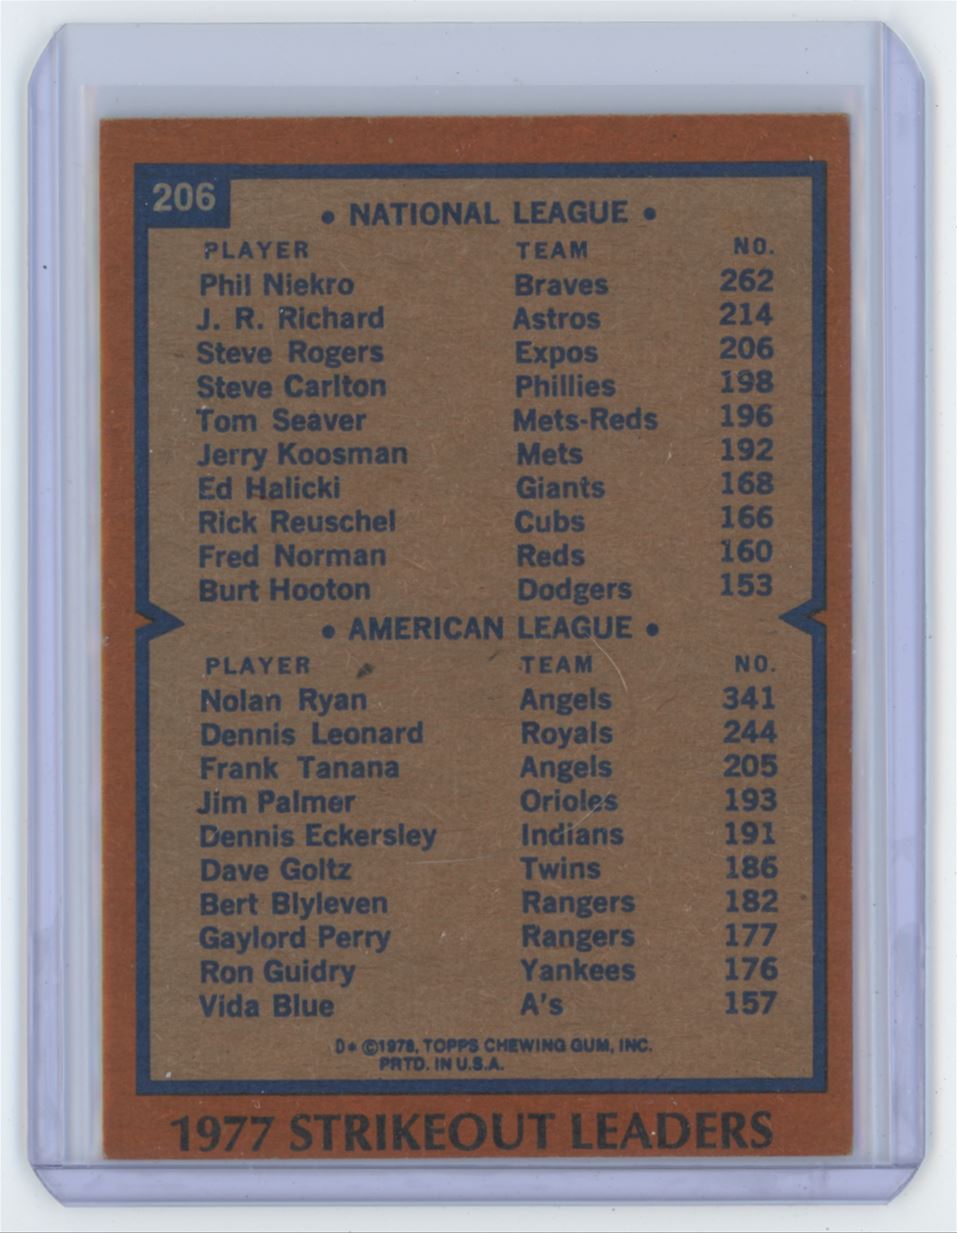 206
• NATIONAL LEAGUE •
PLAYER TEAM NO.
Phil Niekro Braves 262
J. R. Richard Astros 214
Steve Rogers Expos 206
Steve Carlton Phillies 198
Tom Seaver Mets-Reds 196
Jerry Koosman Mets 192
Ed Halicki Giants 168
Rick Reuschel Cubs 166
Fred Norman Reds 160
Burt Hooton Dodgers 153
• AMERICAN LEAGUE •
PLAYER TEAM NO.
Nolan Ryan Angels 341
Dennis Leonard Royals 244
Frank Tanana Angels 205
Jim Palmer Orioles 193
Dennis Eckersley Indians 191
Dave Goltz Twins 186
Bert Blyleven Rangers 182
Gaylord Perry Rangers 177
Ron Guidry Yankees 176
Vida Blue A's 157
D* ©1978, TOPPS CHEWING GUM, INC.
PRTD. IN U.S.A.
1977 STRIKEOUT LEADERS